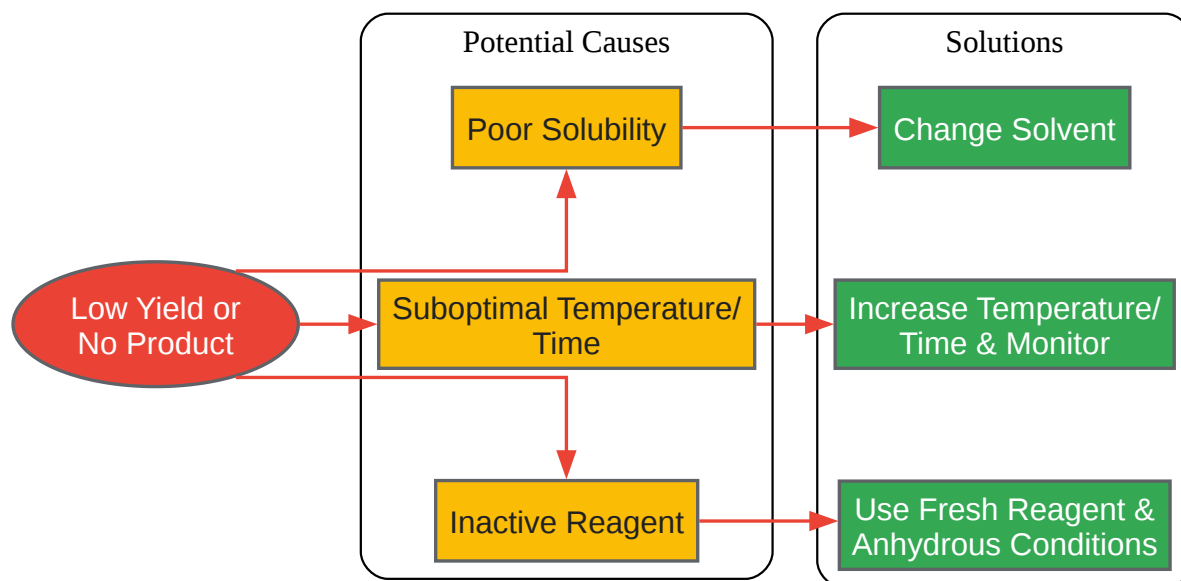 Potential Causes
Solutions
Poor Solubility
Change Solvent
Low Yield or
No Product
Suboptimal Temperature/
Time
Increase Temperature/
Time & Monitor
Inactive Reagent
Use Fresh Reagent &
Anhydrous Conditions